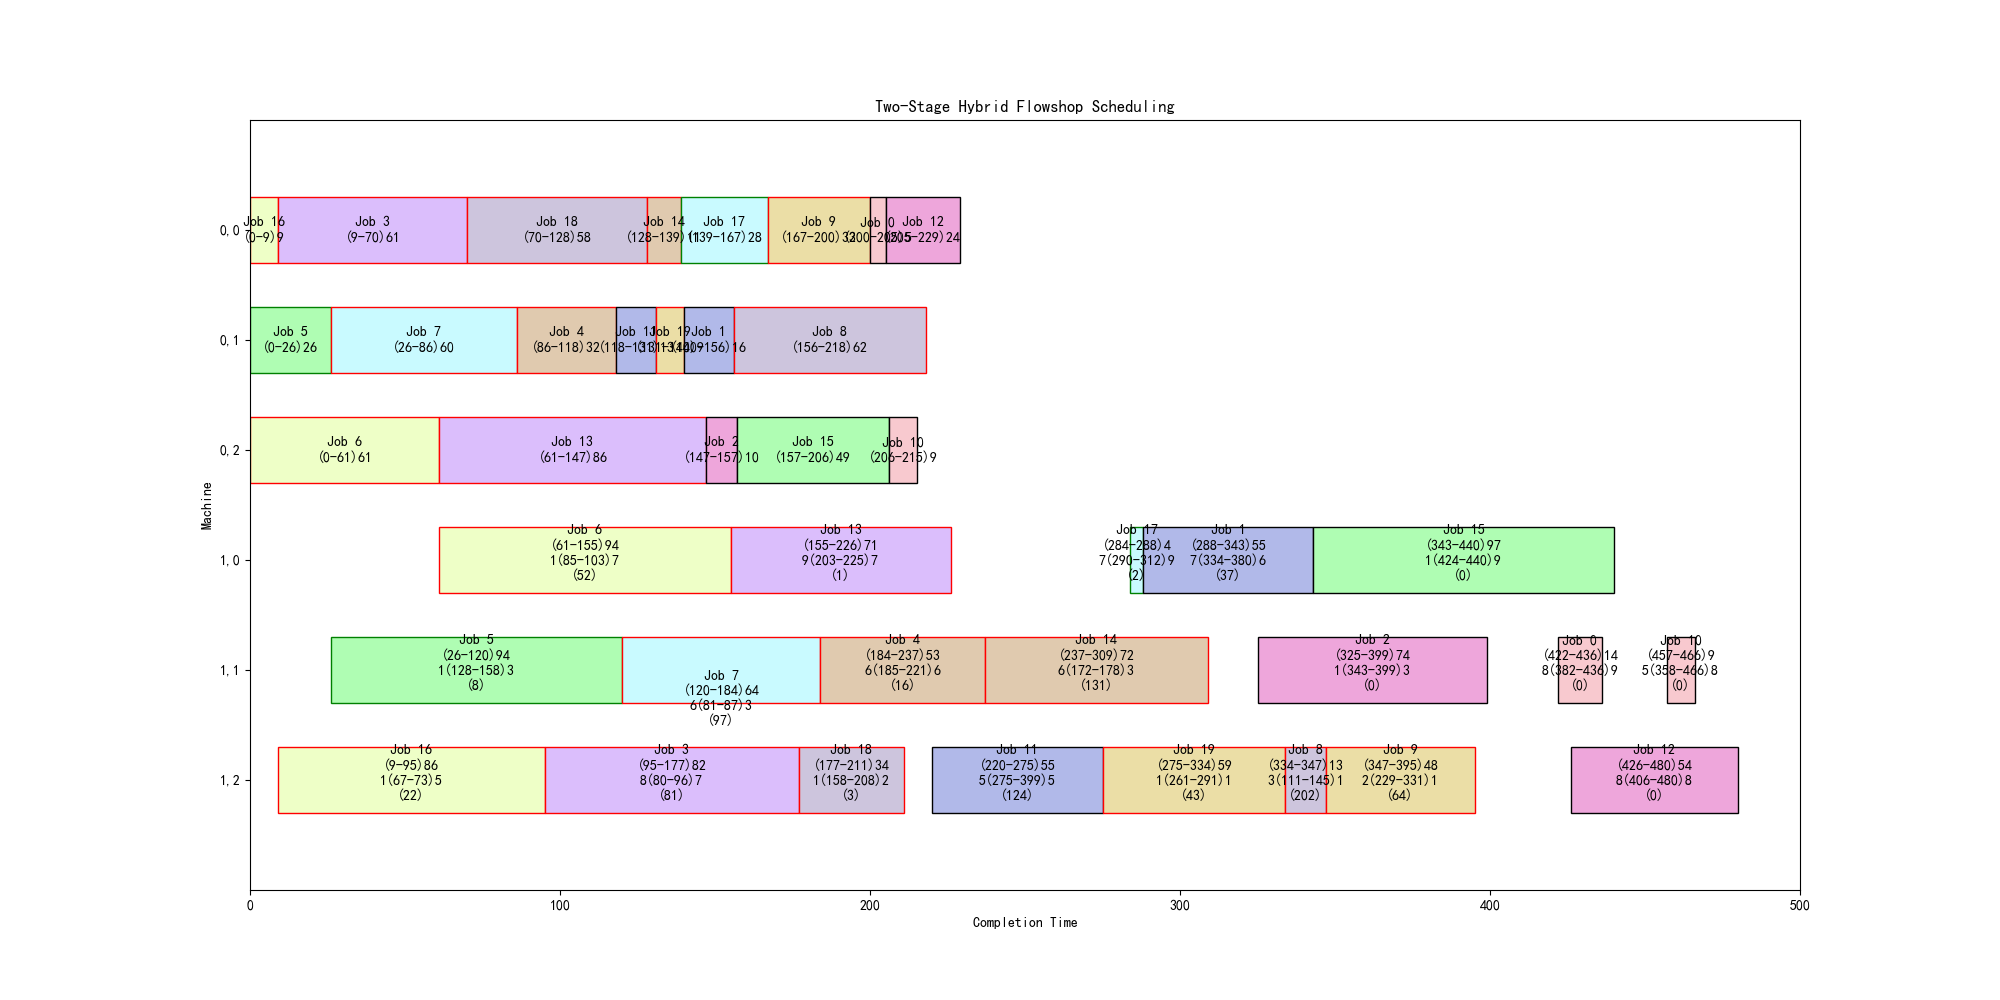 Two-Stage Hybrid Flowshop Scheduling
Machine
0,0
Job 16
(0-9)9
Job 3
(9-70)61
Job 18
(70-128)58
Job 14
(128-139)11
Job 17
(139-167)28
Job 9
(167-200)33
Job 0
(200-205)5
Job 12
(205-229)24
0,1
Job 5
(0-26)26
Job 7
(26-86)60
Job 4
(86-118)32
Job 11
(118-131)13
Job 19
(131-140)9
Job 1
(140-156)16
Job 8
(156-218)62
0,2
Job 6
(0-61)61
Job 13
(61-147)86
Job 2
(147-157)10
Job 15
(157-206)49
Job 10
(206-215)9
1,0
Job 6
(61-155)94
1(85-103)7
(52)
Job 13
(155-226)71
9(203-225)7
(1)
Job 17
(284-288)4
7(290-312)9
(2)
Job 1
(288-343)55
7(334-380)6
(37)
Job 15
(343-440)97
1(424-440)9
(0)
1,1
Job 5
(26-120)94
1(128-158)3
(8)
Job 7
(120-184)64
6(81-87)3
(97)
Job 4
(184-237)53
6(185-221)6
(16)
Job 14
(237-309)72
6(172-178)3
(131)
Job 2
(325-399)74
1(343-399)3
(0)
Job 0
(422-436)14
8(382-436)9
(0)
Job 10
(457-466)9
5(358-466)8
(0)
1,2
Job 16
(9-95)86
1(67-73)5
(22)
Job 3
(95-177)82
8(80-96)7
(81)
Job 18
(177-211)34
1(158-208)2
(3)
Job 11
(220-275)55
5(275-399)5
(124)
Job 19
(275-334)59
1(261-291)1
(43)
Job 8
(334-347)13
3(111-145)1
(202)
Job 9
(347-395)48
2(229-331)1
(64)
Job 12
(426-480)54
8(406-480)8
(0)
0
100
200
300
400
500
Completion Time